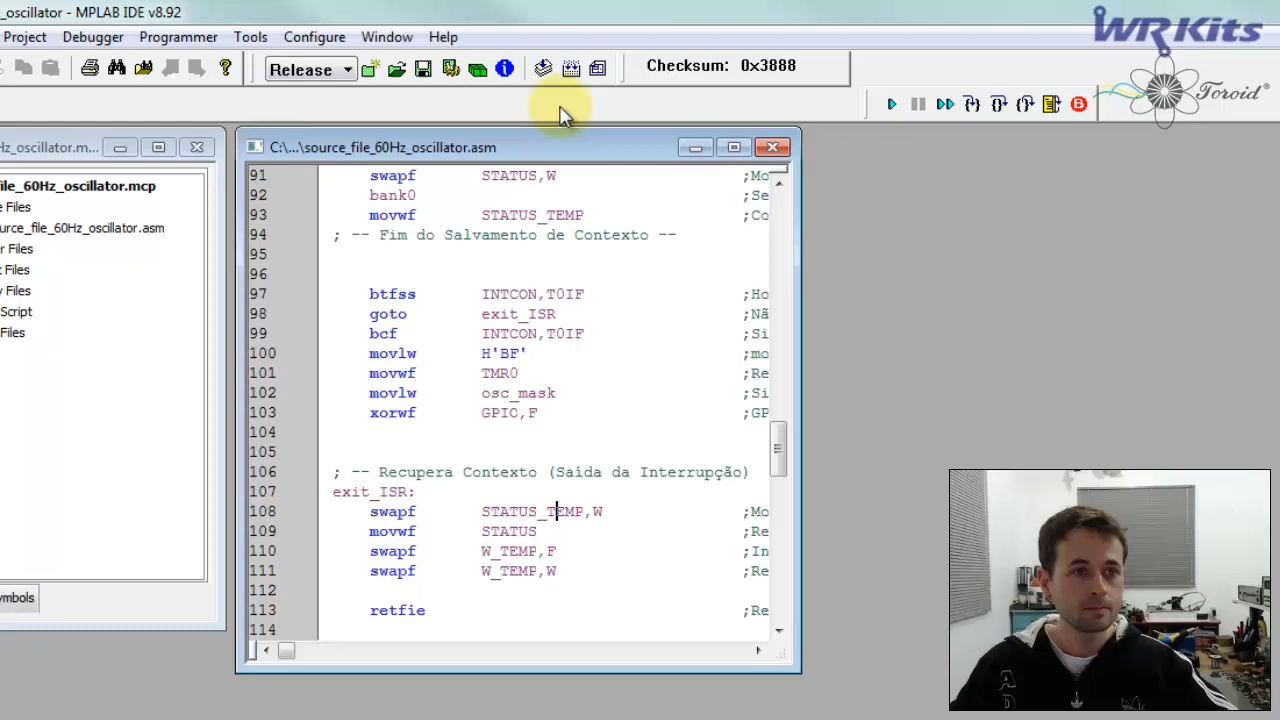 _oscillator - MPLAB IDE v8.92
Project Debugger Programmer Tools Configure Window Help
Release Checksum: 0x3888
WR Kits
Toroid®
Hz_oscillator.m...
C:\...\source_file_60Hz_oscillator.asm
file_60Hz_oscillator.mcp
e Files
ource_file_60Hz_oscillator.asm
er Files
t Files
y Files
Script
Files
ymbols
91 swapf STATUS,W ;Mo
92 bank0 ;Se
93 movwf STATUS_TEMP ;Co
94 ; -- Fim do Salvamento de Contexto --
95
96
97 btfss INTCON,T0IF ;Ho
98 goto exit_ISR ;Nã
99 bcf INTCON,T0IF ;Si
100 movlw H'BF' ;mo
101 movwf TMR0 ;Re
102 movlw osc_mask ;Si
103 xorwf GPIO,F ;GP
104
105
106 ; -- Recupera Contexto (Saída da Interrupção)
107 exit_ISR:
108 swapf STATUS_TEMP,W ;Mo
109 movwf STATUS ;Re
110 swapf W_TEMP,F ;In
111 swapf W_TEMP,W ;Re
112
113 retfie ;Re
114